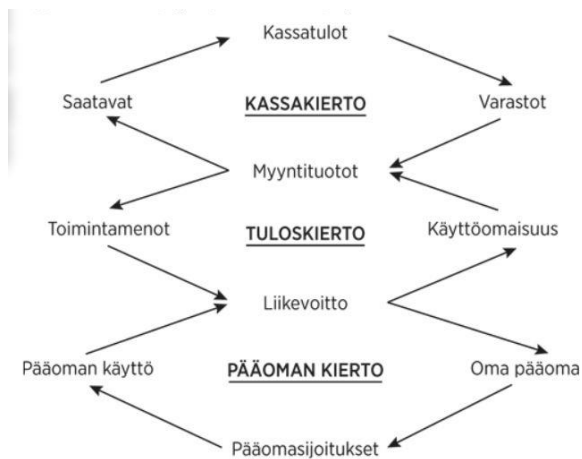 Kassatulot
Saatavat
KASSAKIERTO
Varastot
Myyntituotot
Toimintamenot
TULOSKIERTO
Käyttöomaisuus
Liikevoitto
Pääoman käyttö
PÄÄOMAN KIERTO
Oma pääoma
Pääomasijoitukset